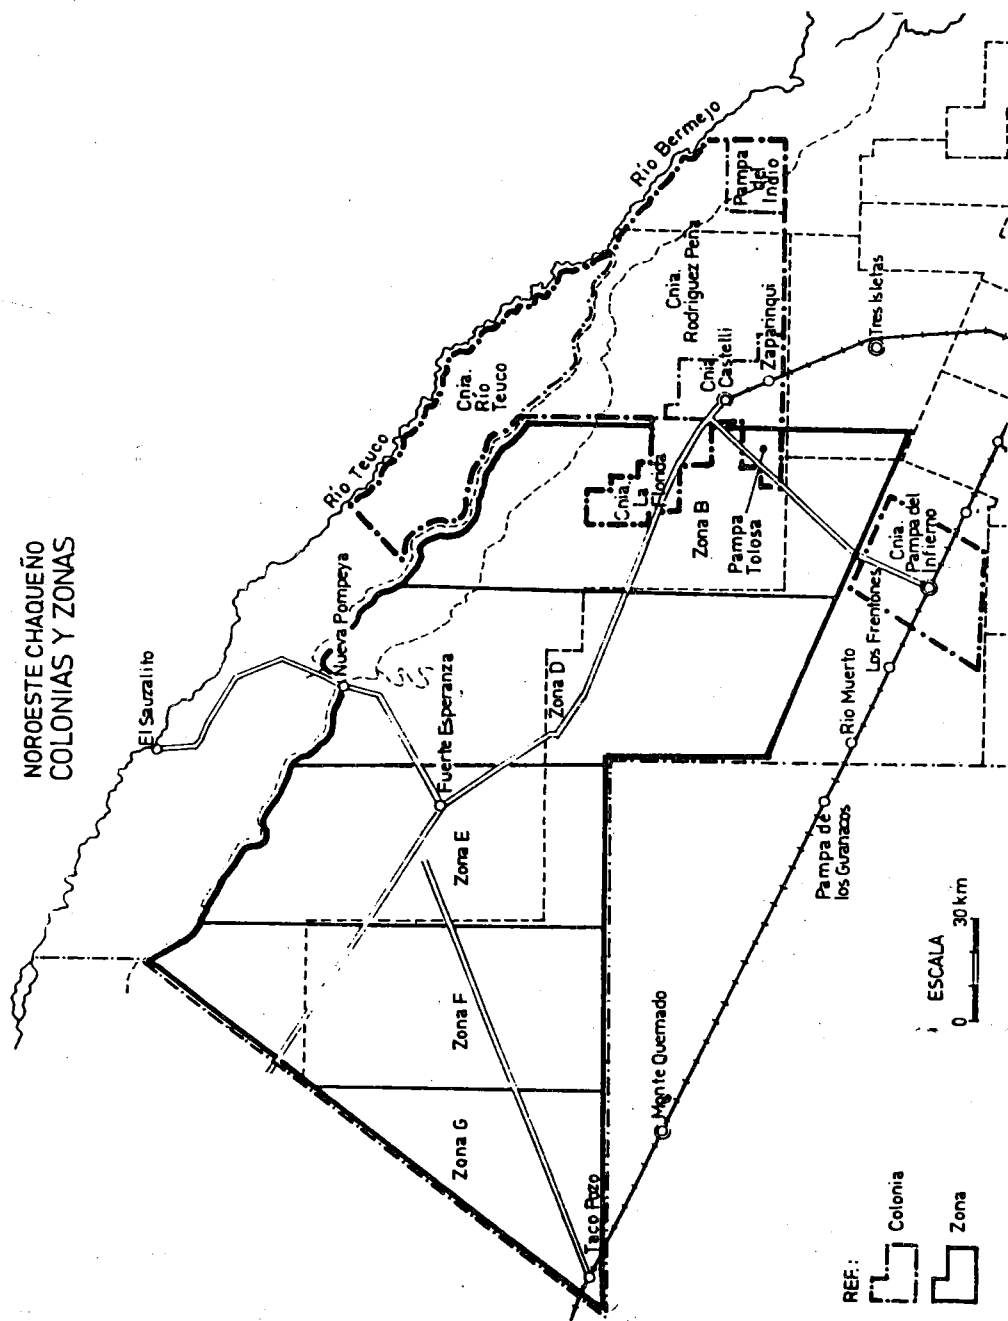 NOROESTE CHAQUEÑO
COLONIAS Y ZONAS
El Sauzalito
Río Teuco
Río Bermejo
Nueva Pompeya
Cnia.
Río
Teuco
Fuerte Esperanza
Pampa
del
Indio
Cnia.
Rodriguez Peña
Cnia.
La
Florida
Cnia.
Castelli
Zaparinqui
Tres Isletas
Zona G
Zona F
Zona E
Zona D
Zona B
Pampa
Tolosa
Taco Pozo
Monte Quemado
Pampa de
los Guanacos
Rio Muerto
Los Frentones
Cnia.
Pampa del
Infierno
REF.:
Colonia
Zona
ESCALA
0 30 km